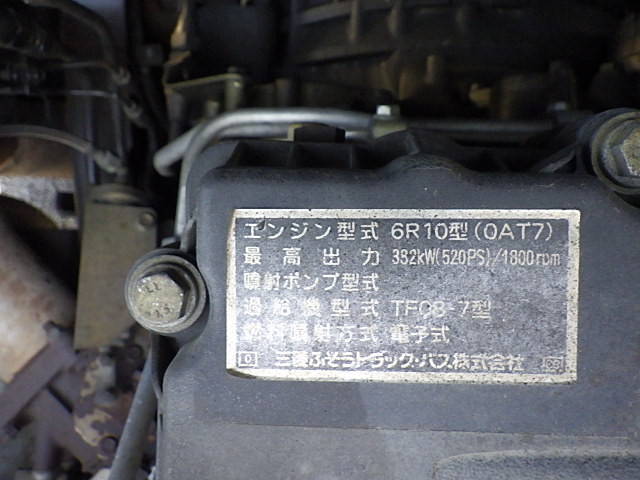 エンジン型式 6R10型(0AT7)
最高出力 382kW(520PS)/1800rpm
噴射ポンプ型式
過給機型式 TFC8-7型
燃料噴射方式 電子式
三菱ふそうトラック・バス株式会社